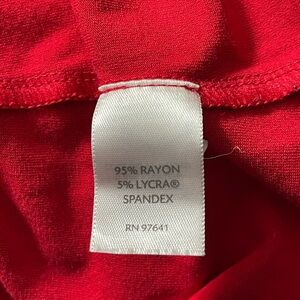 95% RAYON
5% LYCRA®
SPANDEX
RN 97641